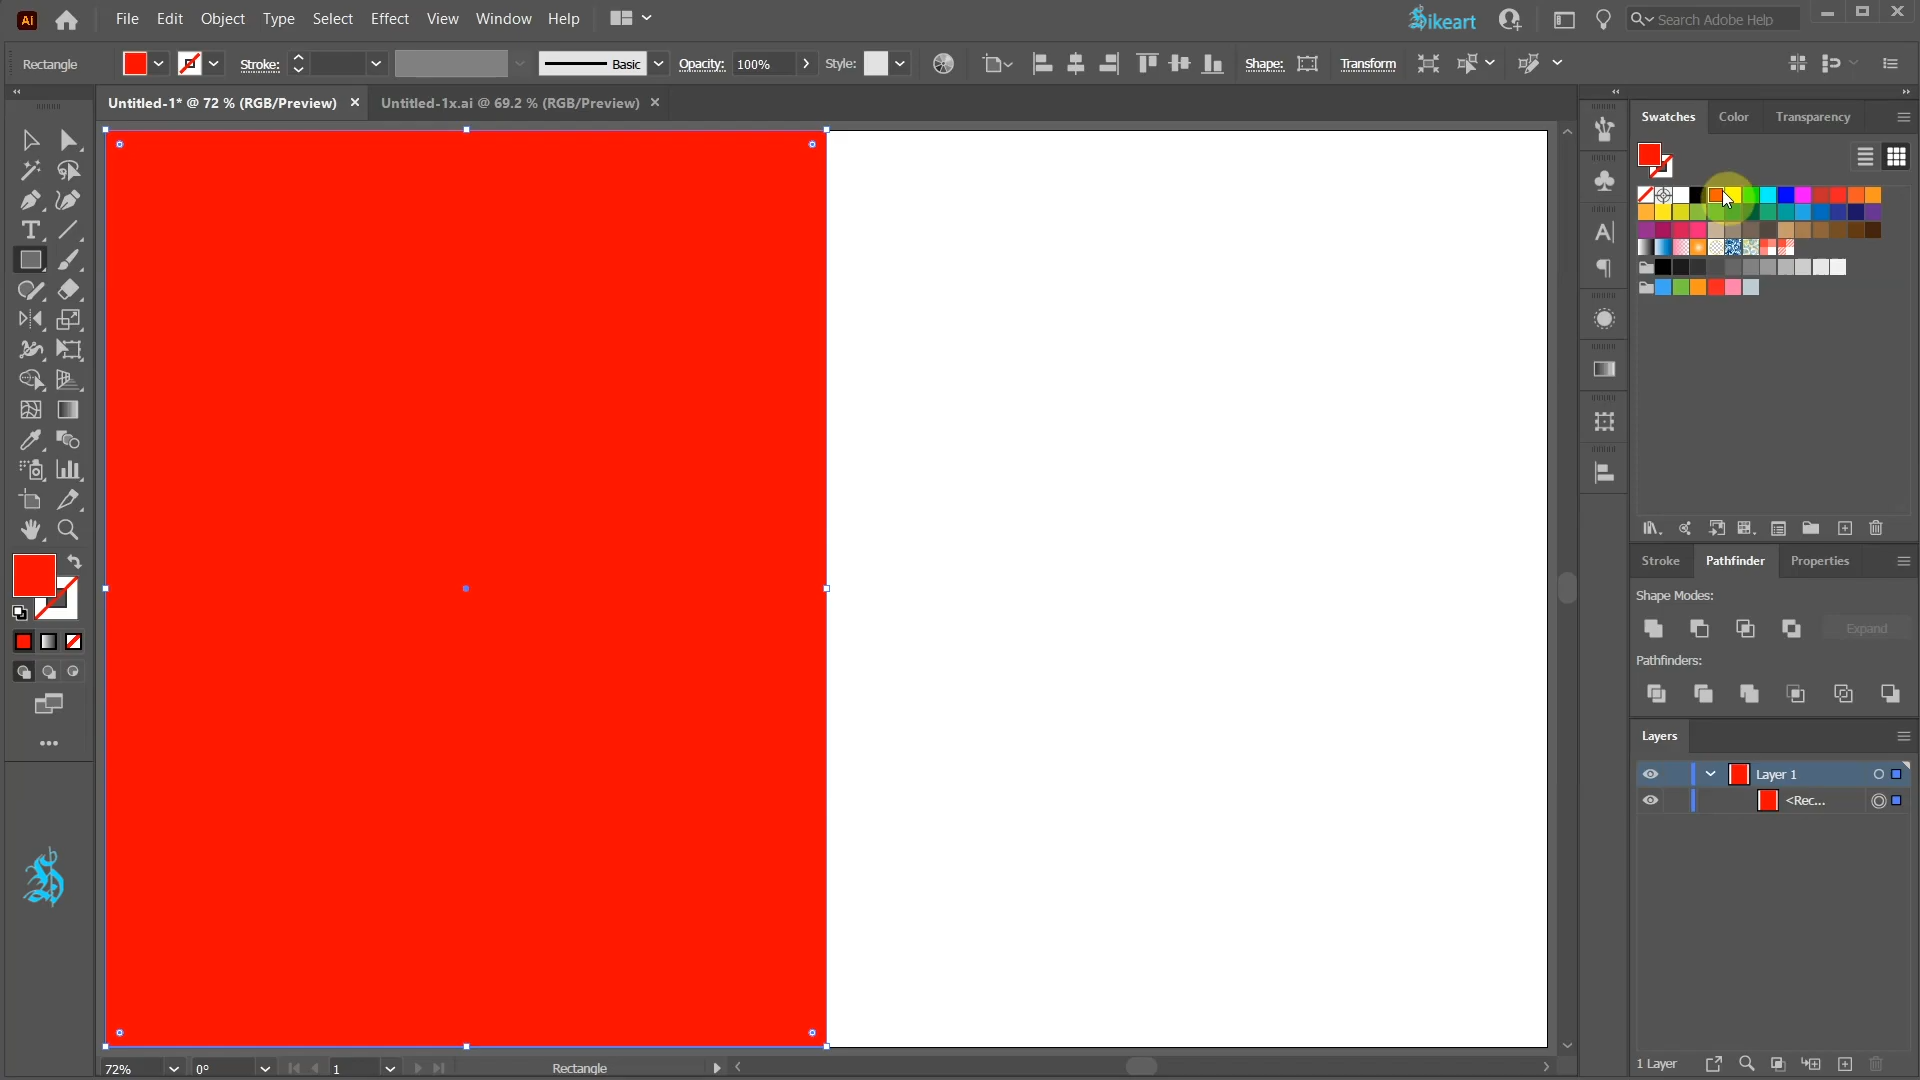 Ai File Edit Object Type Select Effect View Window Help Sikeart Search Adobe Help
Rectangle Stroke: Basic Opacity: 100% Style: Shape: Transform
Untitled-1* @ 72 % (RGB/Preview) × Untitled-1x.ai @ 69.2 % (RGB/Preview) ×
Swatches Color Transparency
Stroke Pathfinder Properties
Shape Modes:
Expand
Pathfinders:
Layers
Layer 1
<Rec...
1 Layer
72% 0° 1 Rectangle